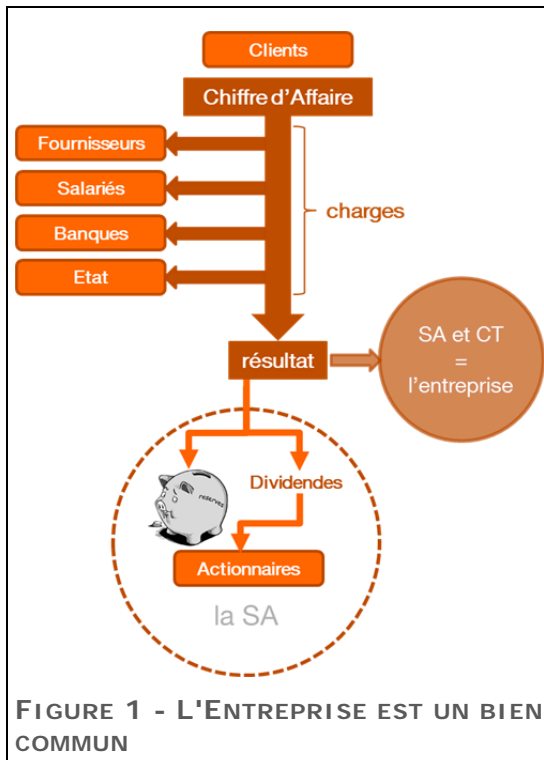 Clients
Chiffre d'Affaire
Fournisseurs
Salariés
Banques
Etat
charges
résultat
SA et CT
=
l'entreprise
reserves
Dividendes
Actionnaires
la SA
FIGURE 1 - L'ENTREPRISE EST UN BIEN
COMMUN